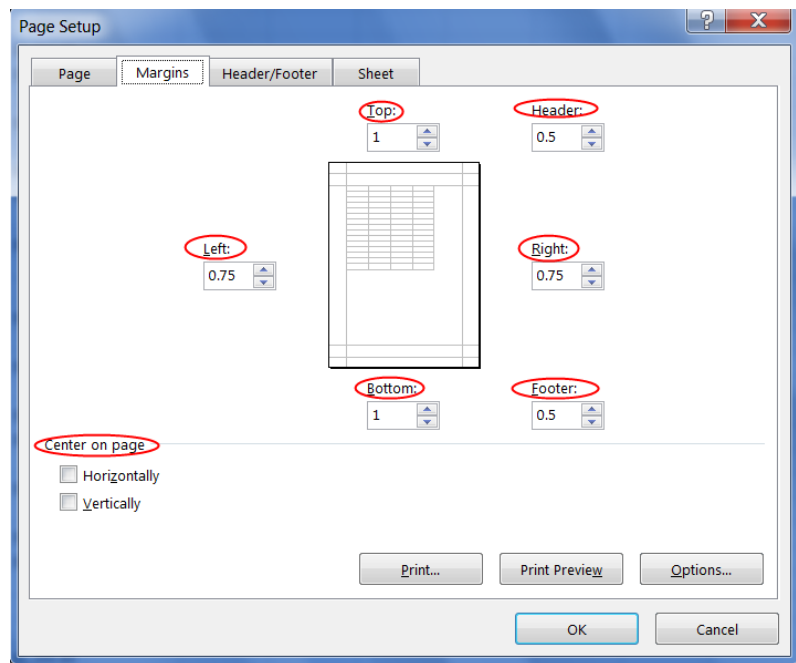 Page Setup
Page Margins Header/Footer Sheet
Top: Header:
1 0.5
Left: Right:
0.75 0.75
Bottom: Footer:
1 0.5
Center on page
Horizontally
Vertically
Print... Print Preview Options...
OK Cancel